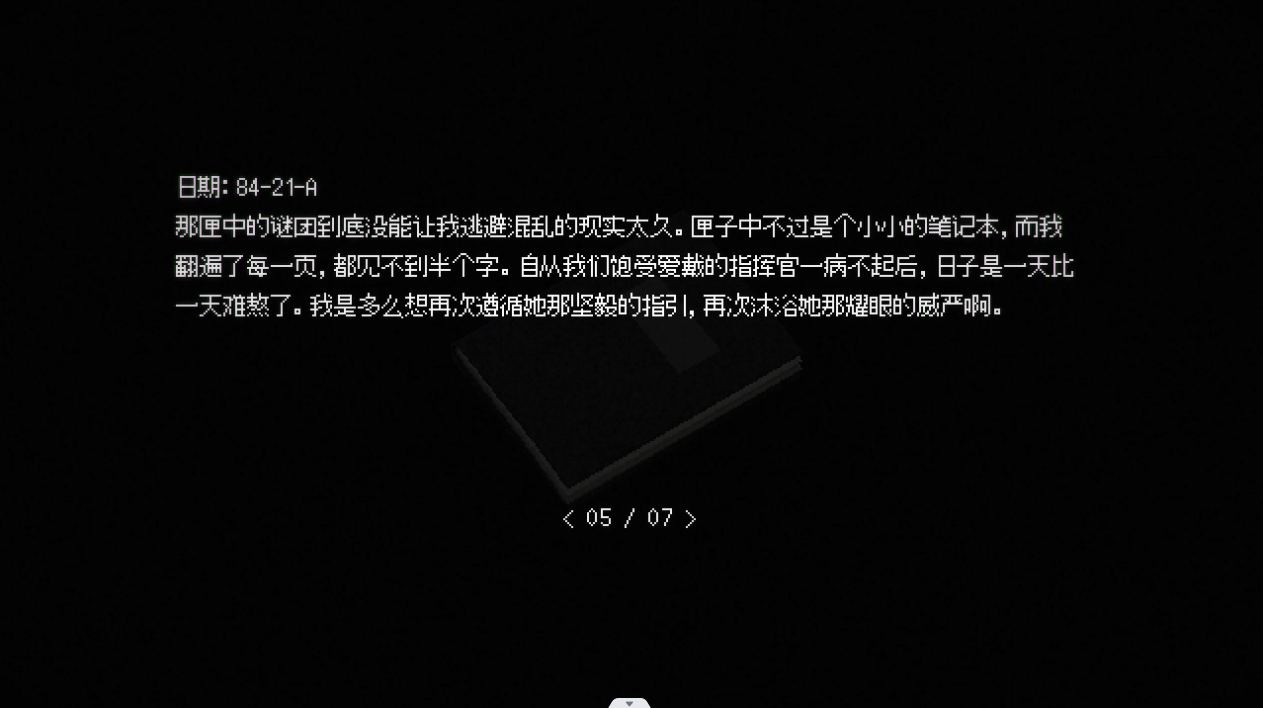 日期: 84-21-A
那匣中的谜团到底没能让我逃避混乱的现实太久。匣子中不过是个小小的笔记本, 而我
翻遍了每一页, 都见不到半个字。自从我们饱受爱戴的指挥官一病不起后, 日子是一天比
一天难熬了。我是多么想再次遵循她那坚毅的指引, 再次沐浴她那耀眼的威严啊。
< 05 / 07 >